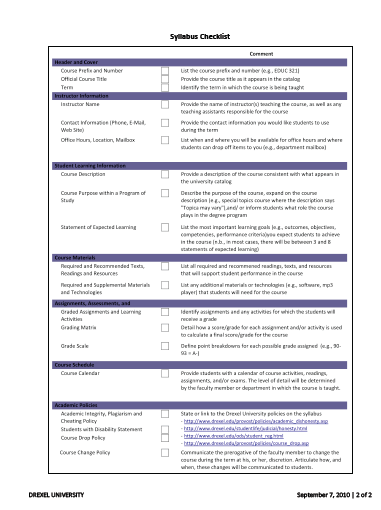 Syllabus Checklist
Comment
Header and Cover
Course Prefix and Number List the course prefix and number (e.g., EDUC 321)
Official Course Title Provide the course title as it appears in the catalog
Term Identify the term in which the course is being taught
Instructor Information
Instructor Name Provide the name of instructor(s) teaching the course, as well as any
teaching assistants responsible for the course
Contact Information (Phone, E-Mail, Provide the contact information you would like students to use
Web Site) during the term
Office Hours, Location, Mailbox List when and where you will be available for office hours and where
students can drop off items to you (e.g., department mailbox)
Student Learning Information
Course Description Provide a description of the course consistent with what appears in
the university catalog
Course Purpose within a Program of Describe the purpose of the course, expand on the course
Study description (e.g., special topics course where the description says
"Topics may vary"),and/ or inform students what role the course
plays in the degree program
Statement of Expected Learning List the most important learning goals (e.g., outcomes, objectives,
competencies, performance criteria)you expect students to achieve
in the course (n.b., in most cases, there will be between 3 and 8
statements of expected learning)
Course Materials
Required and Recommended Texts, List all required and recommended readings, texts, and resources
Readings and Resources that will support student performance in the course
Required and Supplemental Materials List any additional materials or technologies (e.g., software, mp3
and Technologies player) that students will need for the course
Assignments, Assessments, and
Graded Assignments and Learning Identify assignments and any activities for which the students will
Activities receive a grade
Grading Matrix Detail how a score/grade for each assignment and/or activity is used
to calculate a final score/grade for the course
Grade Scale Define point breakdowns for each possible grade assigned (e.g., 90-
93 = A-)
Course Schedule
Course Calendar Provide students with a calendar of course activities, readings,
assignments, and/or exams. The level of detail will be determined
by the faculty member or department in which the course is taught.
Academic Policies
Academic Integrity, Plagiarism and State or link to the Drexel University policies on the syllabus
Cheating Policy - http://www.drexel.edu/provost/policies/academic_dishonesty.asp
Students with Disability Statement - http://www.drexel.edu/studentlife/judicial/honesty.html
Course Drop Policy - http://www.drexel.edu/ods/student_reg.html
- http://www.drexel.edu/provost/policies/course_drop.asp
Course Change Policy Communicate the prerogative of the faculty member to change the
course during the term at his, or her, discretion. Articulate how, and
when, these changes will be communicated to students.
DREXEL UNIVERSITY September 7, 2010 | 2 of 2